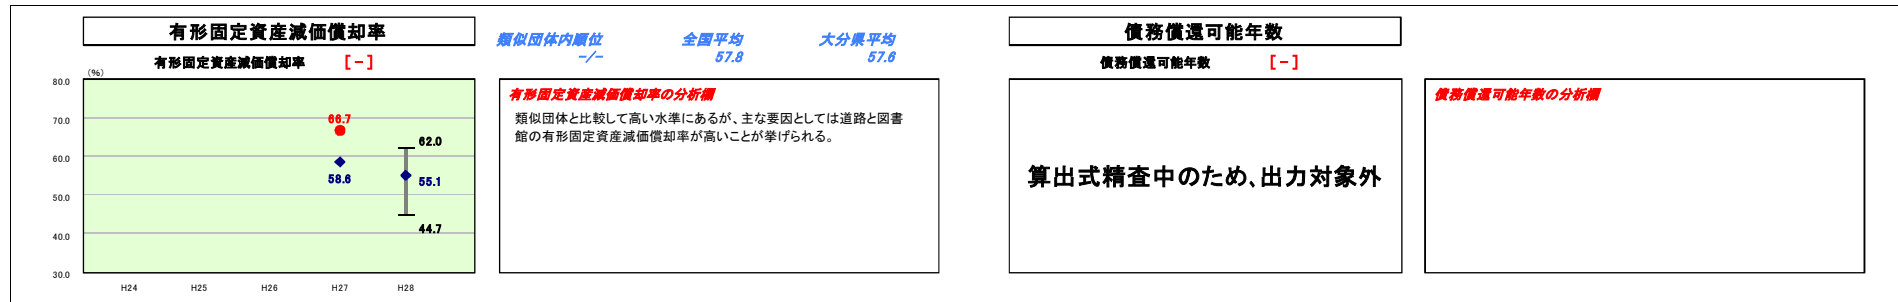 有形固定資産減価償却率
有形固定資産減価償却率 [-]
(%)
80.0
70.0
60.0
50.0
40.0
30.0
66.7
58.6
62.0
55.1
44.7
H24 H25 H26 H27 H28
類似団体内順位 全国平均 大分県平均
-/- 57.8 57.6
有形固定資産減価償却率の分析欄
類似団体と比較して高い水準にあるが、主な要因としては道路と図書
館の有形固定資産減価償却率が高いことが挙げられる。
債務償還可能年数
債務償還可能年数 [-]
算出式精査中のため、出力対象外
債務償還可能年数の分析欄